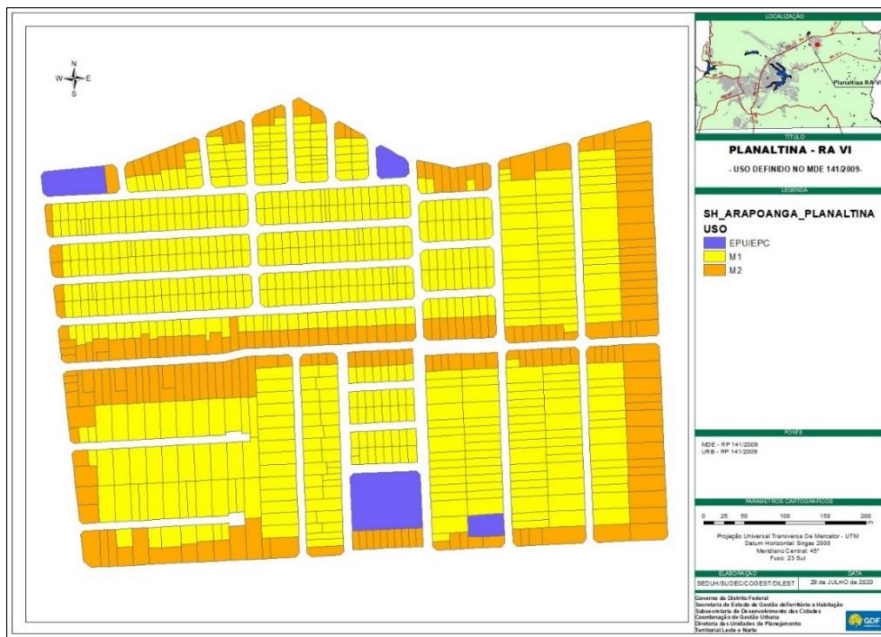 N
W E
S
LOCALIZAÇÃO
Planaltina RA VI
TÍTULO
PLANALTINA - RA VI
- USO DEFINIDO NO MDE 141/2009-
LEGENDA
SH_ARAPOANGA_PLANALTINA
USO
EPU/EPC
M1
M2
FONTE
MDE - RP 141/2009
URB - RP 141/2009
PARÂMETROS CARTOGRÁFICOS
0 25 50 100 150 200
m
Projeção Universal Transversa De Mercator - UTM
Datum Horizontal: Sirgas 2000
Meridiano Central: 45°
Fuso: 23 Sul
ELABORAÇÃO DATA
SEDUH/SUDEC/COGEST/DILEST 29 de JULHO de 2020
Governo do Distrito Federal
Secretaria de Estado de Gestão do Território e Habitação
Subsecretaria de Desenvolvimento das Cidades
Coordenação de Gestão Urbana
Diretoria das Unidades de Planejamento
Territorial Leste e Norte
GDF